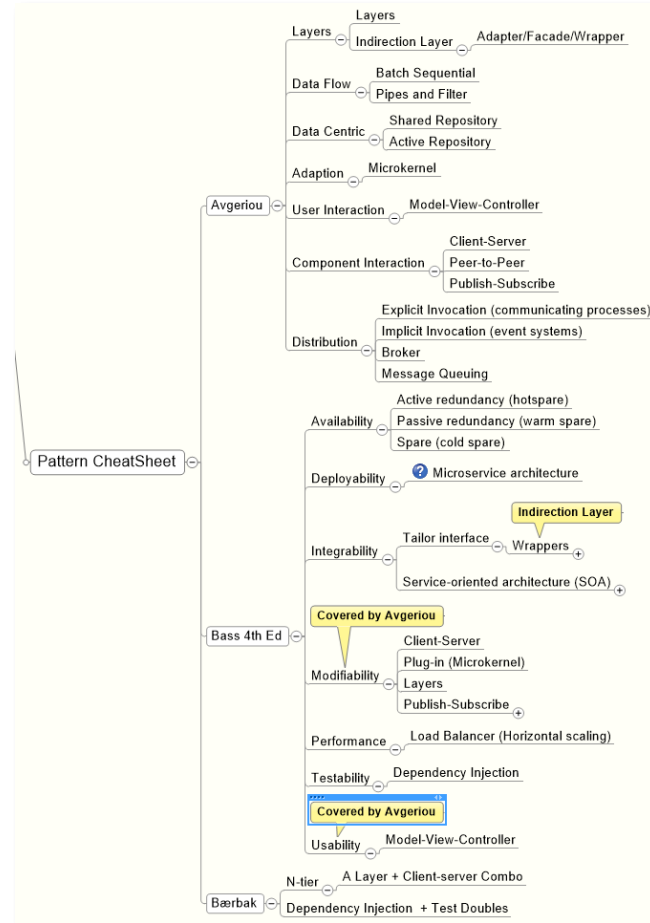 Layers
Layers
Indirection Layer
Adapter/Facade/Wrapper
Data Flow
Batch Sequential
Pipes and Filter
Data Centric
Shared Repository
Active Repository
Adaption
Microkernel
Avgeriou
User Interaction
Model-View-Controller
Component Interaction
Client-Server
Peer-to-Peer
Publish-Subscribe
Distribution
Explicit Invocation (communicating processes)
Implicit Invocation (event systems)
Broker
Message Queuing
Pattern CheatSheet
Availability
Active redundancy (hotspare)
Passive redundancy (warm spare)
Spare (cold spare)
Deployability
? Microservice architecture
Indirection Layer
Integrability
Tailor interface
Wrappers
Service-oriented architecture (SOA)
Bass 4th Ed
Covered by Avgeriou
Modifiability
Client-Server
Plug-in (Microkernel)
Layers
Publish-Subscribe
Performance
Load Balancer (Horizontal scaling)
Testability
Dependency Injection
Covered by Avgeriou
Usability
Model-View-Controller
Bærbak
N-tier
A Layer + Client-server Combo
Dependency Injection + Test Doubles